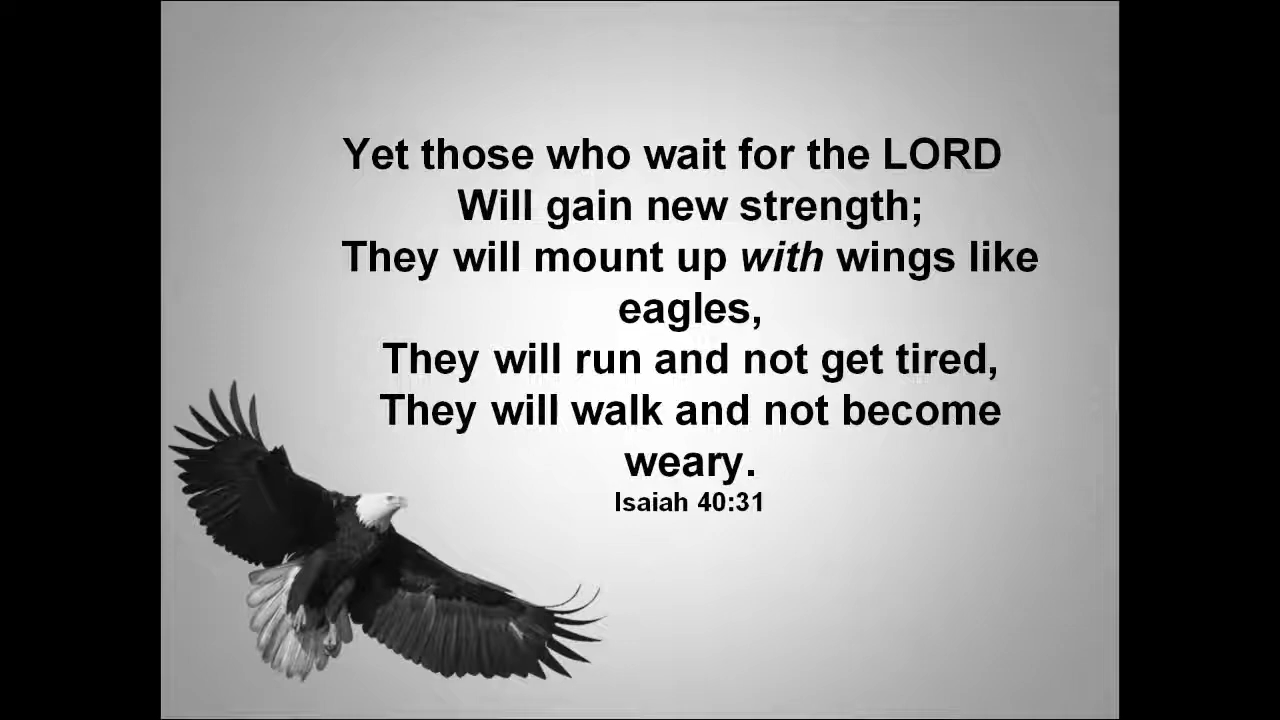 Yet those who wait for the LORD
Will gain new strength;
They will mount up with wings like
eagles,
They will run and not get tired,
They will walk and not become
weary.
Isaiah 40:31